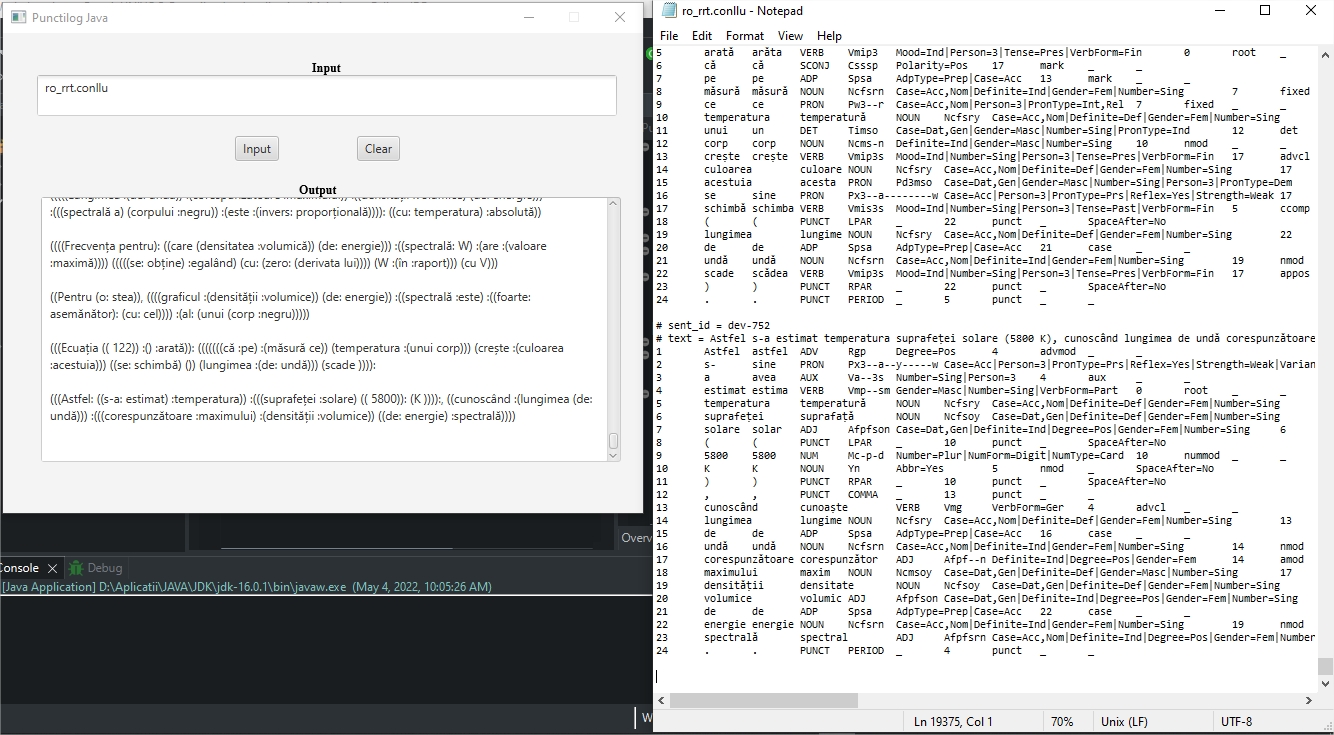 Punctilog Java
Input
ro_rrt.conllu
Input
Clear
Output
:(((spectrală a) (corpului :negru)) :(este :(invers: proporțională)))): ((cu: temperatura) :absolută))
((((Frecvența pentru): ((care (densitatea :volumică)) (de: energie))) :((spectrală: W) :(are :(valoare
:maximă)))) (((((se: obține) :egalând) (cu: (zero: (derivata lui)))) (W :(în :raport))) (cu V)))
((Pentru (o: stea)), ((((graficul :(densității :volumice)) (de: energie)) :((spectrală :este) :((foarte:
asemănător): (cu: cel)))) :(al: (unui (corp :negru)))))
(((Ecuația (( 122)) :() :arată)): (((((((că :pe) :(măsură ce)) (temperatura :(unui corp))) (crește :(culoarea
:acestuia))) ((se: schimbă) ()) (lungimea :(de: undă))) (scade )))):
(((Astfel: ((s-a: estimat) :temperatura)) :(((suprafeței :solare) (( 5800)): (K )))):, ((cunoscând :(lungimea (de:
undă))) :(((corespunzătoare :maximului) :(densității :volumice)) ((de: energie) :spectrală))))
Overv
Console
Debug
[Java Application] D:\Aplicatii\JAVA\JDK\jdk-16.0.1\bin\javaw.exe (May 4, 2022, 10:05:26 AM)
W
ro_rrt.conllu - Notepad
File Edit Format View Help
5 arată arăta VERB Vmip3 Mood=Ind|Person=3|Tense=Pres|VerbForm=Fin 0 root _
6 că că SCONJ Csssp Polarity=Pos 17 mark _ _
7 pe pe ADP Spsa AdpType=Prep|Case=Acc 13 mark _ _
8 măsură măsură NOUN Ncfsrn Case=Acc,Nom|Definite=Ind|Gender=Fem|Number=Sing 7 fixed
9 ce ce PRON Pw3--r Case=Acc,Nom|Person=3|PronType=Int,Rel 7 fixed _ _
10 temperatura temperatură NOUN Ncfsry Case=Acc,Nom|Definite=Def|Gender=Fem|Number=Sing
11 unui un DET Timso Case=Dat,Gen|Gender=Masc|Number=Sing|PronType=Ind 12 det
12 corp corp NOUN Ncms-n Definite=Ind|Gender=Masc|Number=Sing 10 nmod _ _
13 crește crește VERB Vmip3s Mood=Ind|Number=Sing|Person=3|Tense=Pres|VerbForm=Fin 17 advcl
14 culoarea culoare NOUN Ncfsry Case=Acc,Nom|Definite=Def|Gender=Fem|Number=Sing
15 acestuia acesta PRON Pd3mso Case=Dat,Gen|Gender=Masc|Number=Sing|Person=3|PronType=Dem
16 se sine PRON Px3--a--------w Case=Acc|Person=3|PronType=Prs|Reflex=Yes|Strength=Weak 17
17 schimbă schimba VERB Vmis3s Mood=Ind|Number=Sing|Person=3|Tense=Past|VerbForm=Fin 5 ccomp
18 ( ( PUNCT LPAR _ 22 punct _ SpaceAfter=No
19 lungimea lungime NOUN Ncfsry Case=Acc,Nom|Definite=Def|Gender=Fem|Number=Sing 22
20 de de ADP Spsa AdpType=Prep|Case=Acc 21 case _ _
21 undă undă NOUN Ncfsrn Case=Acc,Nom|Definite=Ind|Gender=Fem|Number=Sing 19 nmod
22 scade scădea VERB Vmip3s Mood=Ind|Number=Sing|Person=3|Tense=Pres|VerbForm=Fin 17 appos
23 ) ) PUNCT RPAR _ 22 punct _ SpaceAfter=No
24 . . PUNCT PERIOD _ 5 punct _ _
# sent_id = dev-752
# text = Astfel s-a estimat temperatura suprafeței solare (5800 K), cunoscând lungimea de undă corespunzătoare
1 Astfel astfel ADV Rgp Degree=Pos 4 advmod _ _
2 s- sine PRON Px3--a--y-----w Case=Acc|Person=3|PronType=Prs|Reflex=Yes|Strength=Weak|Varian
3 a avea AUX Va--3s Number=Sing|Person=3 4 aux _ _
4 estimat estima VERB Vmp--sm Gender=Masc|Number=Sing|VerbForm=Part 0 root _ _
5 temperatura temperatură NOUN Ncfsry Case=Acc,Nom|Definite=Def|Gender=Fem|Number=Sing
6 suprafeței suprafață NOUN Ncfsoy Case=Dat,Gen|Definite=Def|Gender=Fem|Number=Sing
7 solare solar ADJ Afpfson Case=Dat,Gen|Definite=Ind|Degree=Pos|Gender=Fem|Number=Sing 6
8 ( ( PUNCT LPAR _ 10 punct _ SpaceAfter=No
9 5800 5800 NUM Mc-p-d Number=Plur|NumForm=Digit|NumType=Card 10 nummod _ _
10 K K NOUN Yn Abbr=Yes 5 nmod _ SpaceAfter=No
11 ) ) PUNCT RPAR _ 10 punct _ SpaceAfter=No
12 , , PUNCT COMMA _ 13 punct _ _
13 cunoscând cunoaște VERB Vmg VerbForm=Ger 4 advcl _ _
14 lungimea lungime NOUN Ncfsry Case=Acc,Nom|Definite=Def|Gender=Fem|Number=Sing 13
15 de de ADP Spsa AdpType=Prep|Case=Acc 16 case _ _
16 undă undă NOUN Ncfsrn Case=Acc,Nom|Definite=Ind|Gender=Fem|Number=Sing 14 nmod
17 corespunzătoare corespunzător ADJ Afpf--n Definite=Ind|Degree=Pos|Gender=Fem 14 amod
18 maximului maxim NOUN Ncmsoy Case=Dat,Gen|Definite=Def|Gender=Masc|Number=Sing 17
19 densității densitate NOUN Ncfsoy Case=Dat,Gen|Definite=Def|Gender=Fem|Number=Sing
20 volumice volumic ADJ Afpfson Case=Dat,Gen|Definite=Ind|Degree=Pos|Gender=Fem|Number=Sing
21 de de ADP Spsa AdpType=Prep|Case=Acc 22 case _ _
22 energie energie NOUN Ncfsrn Case=Acc,Nom|Definite=Ind|Gender=Fem|Number=Sing 19 nmod
23 spectrală spectral ADJ Afpfsrn Case=Acc,Nom|Definite=Ind|Degree=Pos|Gender=Fem|Number
24 . . PUNCT PERIOD _ 4 punct _ _
Ln 19375, Col 1
70%
Unix (LF)
UTF-8